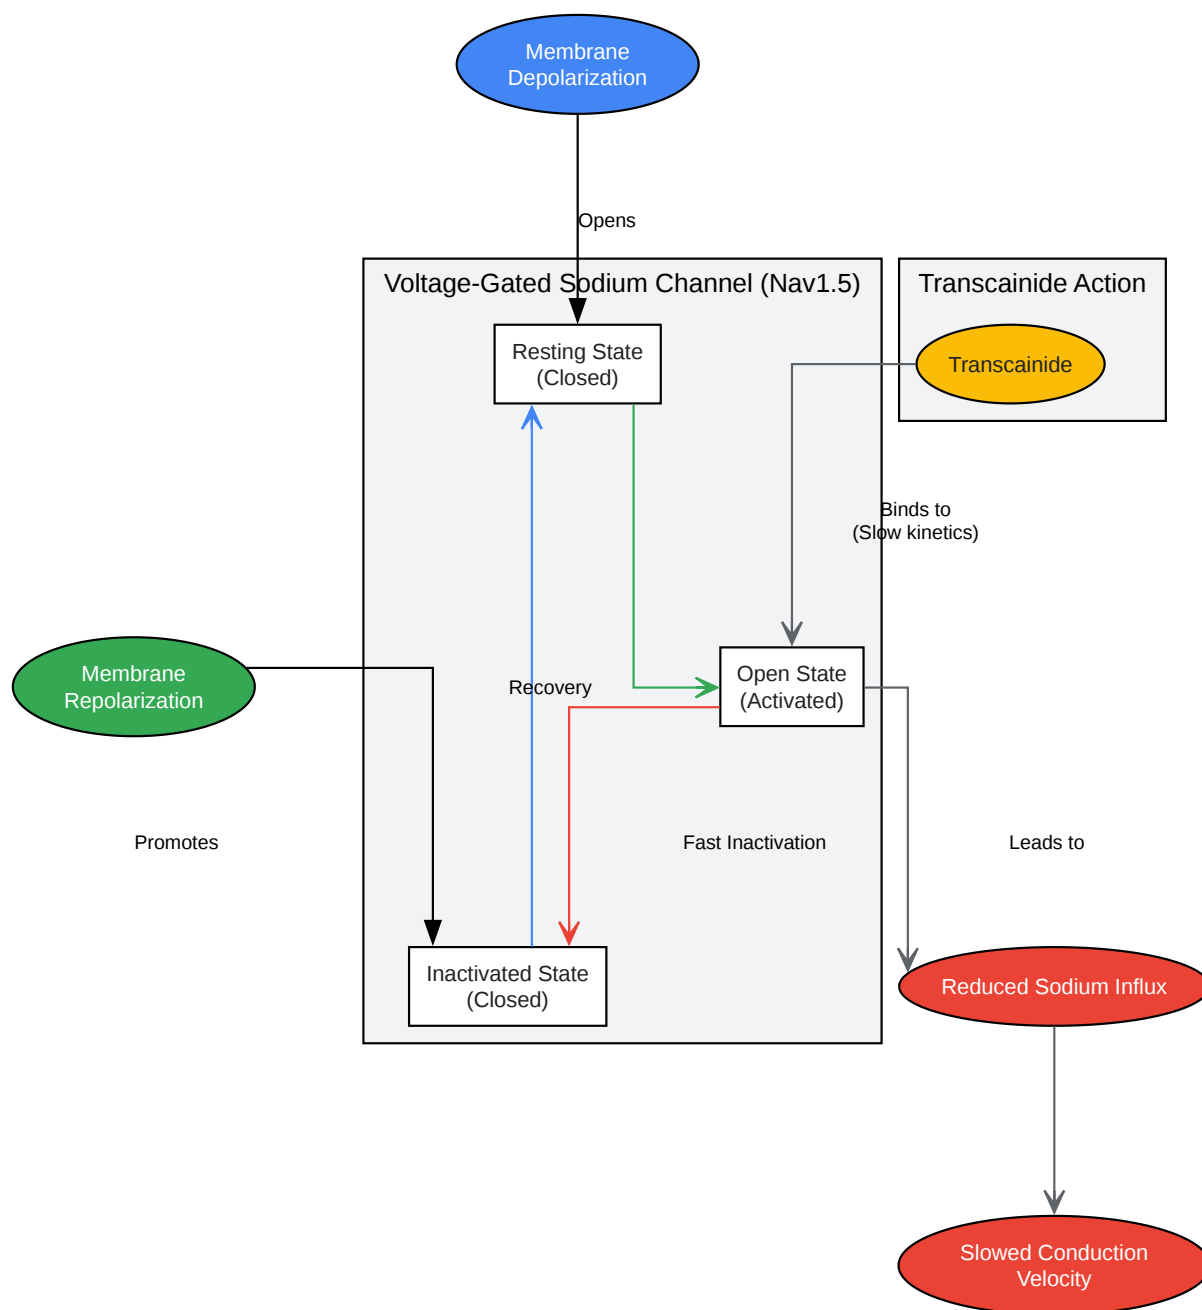 Membrane
Depolarization
Opens
Voltage-Gated Sodium Channel (Nav1.5)
Transcainide Action
Resting State
(Closed)
Transcainide
Binds to
(Slow kinetics)
Membrane
Repolarization
Recovery
Open State
(Activated)
Promotes
Fast Inactivation
Leads to
Inactivated State
(Closed)
Reduced Sodium Influx
Slowed Conduction
Velocity